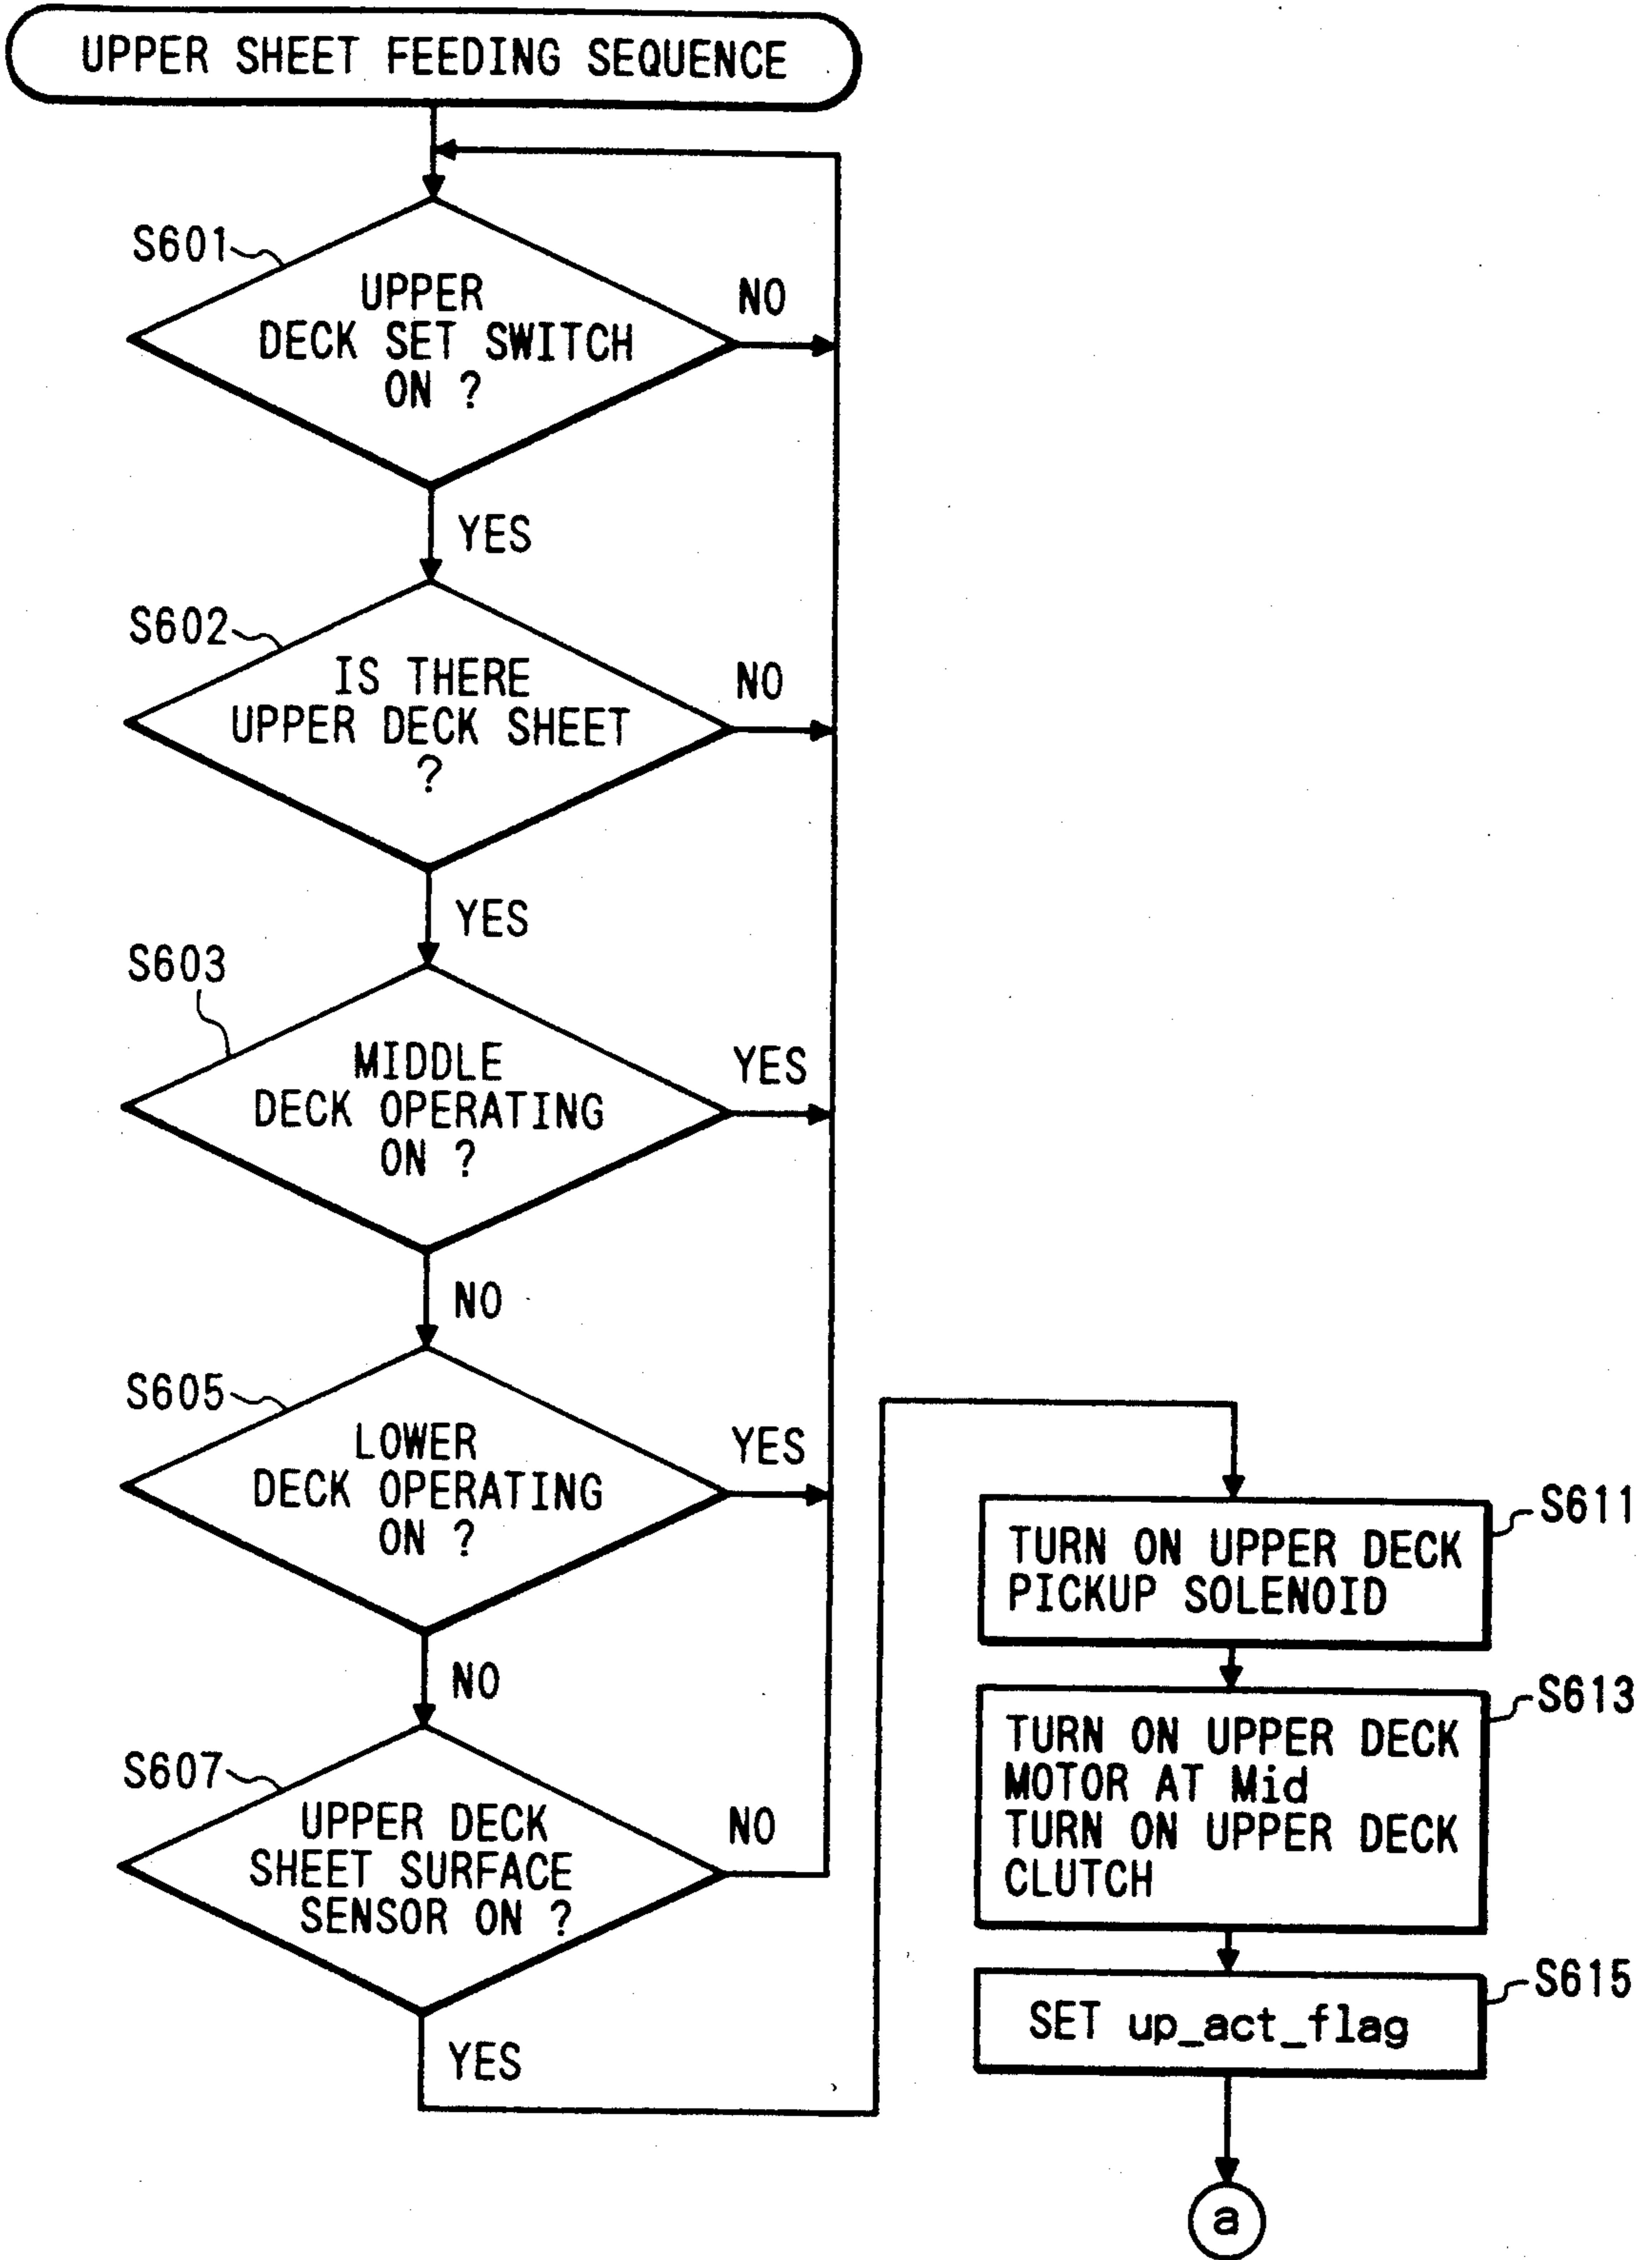 UPPER SHEET FEEDING SEQUENCE
S601
UPPER
DECK SET SWITCH
ON ?
NO
YES
S602
IS THERE
UPPER DECK SHEET
?
NO
YES
S603
MIDDLE
DECK OPERATING
ON ?
YES
NO
S605
LOWER
DECK OPERATING
ON ?
YES
NO
S607
UPPER DECK
SHEET SURFACE
SENSOR ON ?
NO
YES
S611
TURN ON UPPER DECK
PICKUP SOLENOID
S613
TURN ON UPPER DECK
MOTOR AT Mid
TURN ON UPPER DECK
CLUTCH
S615
SET up_act_flag
a